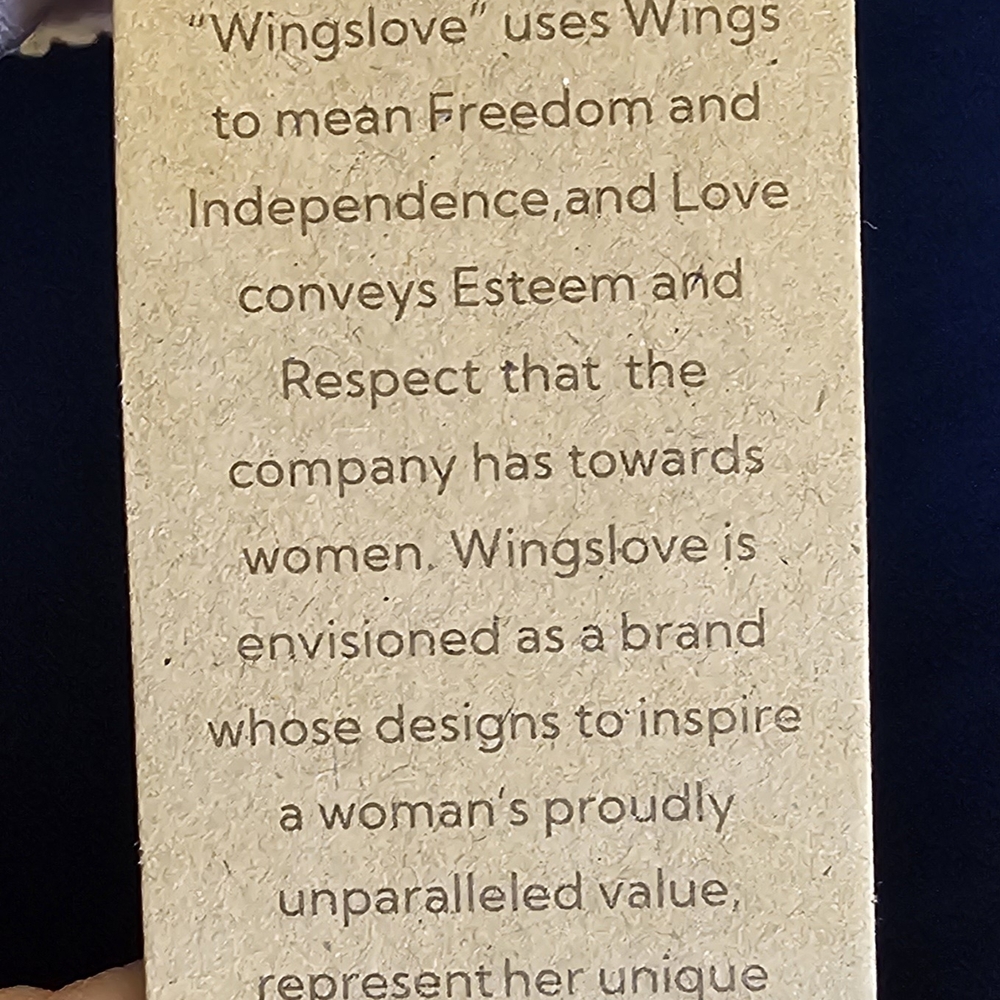 “Wingslove” uses Wings
to mean Freedom and
Independence,and Love
conveys Esteem and
Respect that the
company has towards
women. Wingslove is
envisioned as a brand
whose designs to inspire
a woman's proudly
unparalleled value,
represent her unique